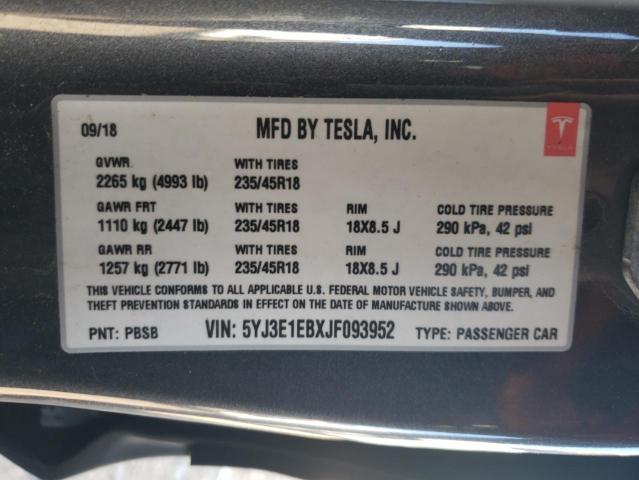 09/18 MFD BY TESLA, INC.
TESLA
GVWR WITH TIRES
2265 kg (4993 lb) 235/45R18
GAWR FRT WITH TIRES RIM COLD TIRE PRESSURE
1110 kg (2447 lb) 235/45R18 18X8.5 J 290 kPa, 42 psi
GAWR RR WITH TIRES RIM COLD TIRE PRESSURE
1257 kg (2771 lb) 235/45R18 18X8.5 J 290 kPa, 42 psi
THIS VEHICLE CONFORMS TO ALL APPLICABLE U.S. FEDERAL MOTOR VEHICLE SAFETY, BUMPER, AND
THEFT PREVENTION STANDARDS IN EFFECT ON THE DATE OF MANUFACTURE SHOWN ABOVE.
PNT: PBSB VIN: 5YJ3E1EBXJF093952 TYPE: PASSENGER CAR